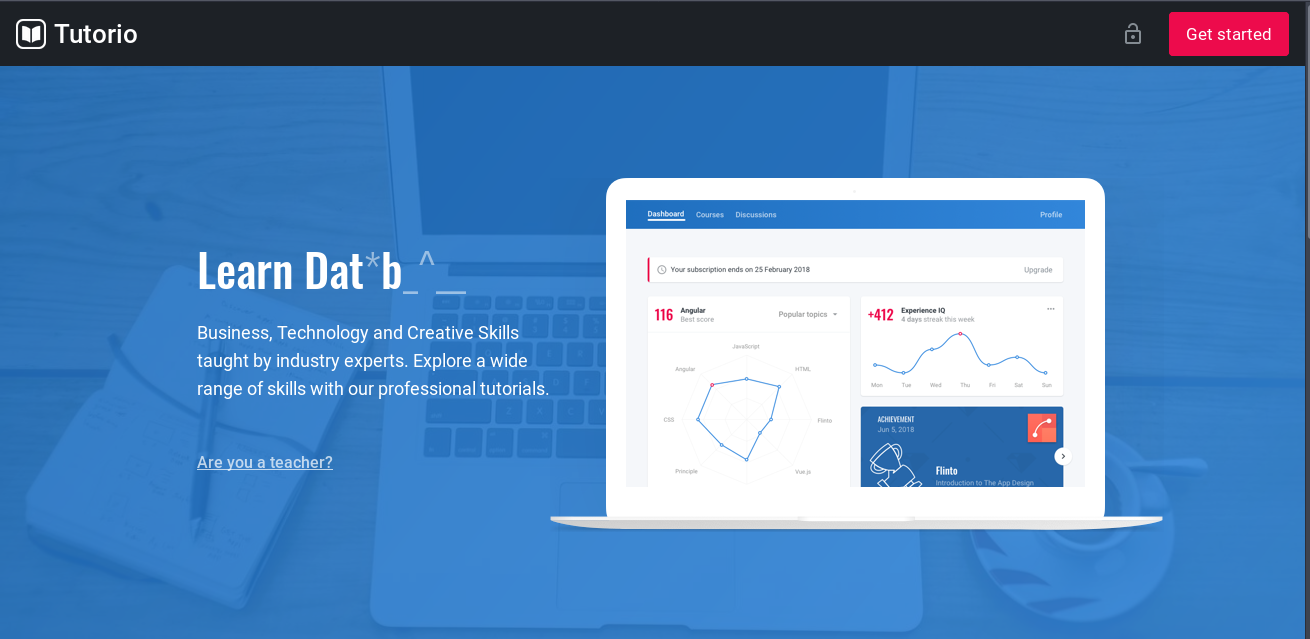 Tutorio
Get started
Learn Dat*b_^__
Business, Technology and Creative Skills
taught by industry experts. Explore a wide
range of skills with our professional tutorials.
Are you a teacher?
Dashboard Courses Discussions Profile
Your subscription ends on 25 February 2018 Upgrade
116 Angular
Best score
Popular topics
JavaScript
HTML
Flinto
Vue.js
Principle
CSS
Angular
+412 Experience IQ
4 days streak this week
Mon Tue Wed Thu Fri Sat Sun
ACHIEVEMENT
Jun 5, 2018
Flinto
Introduction to The App Design